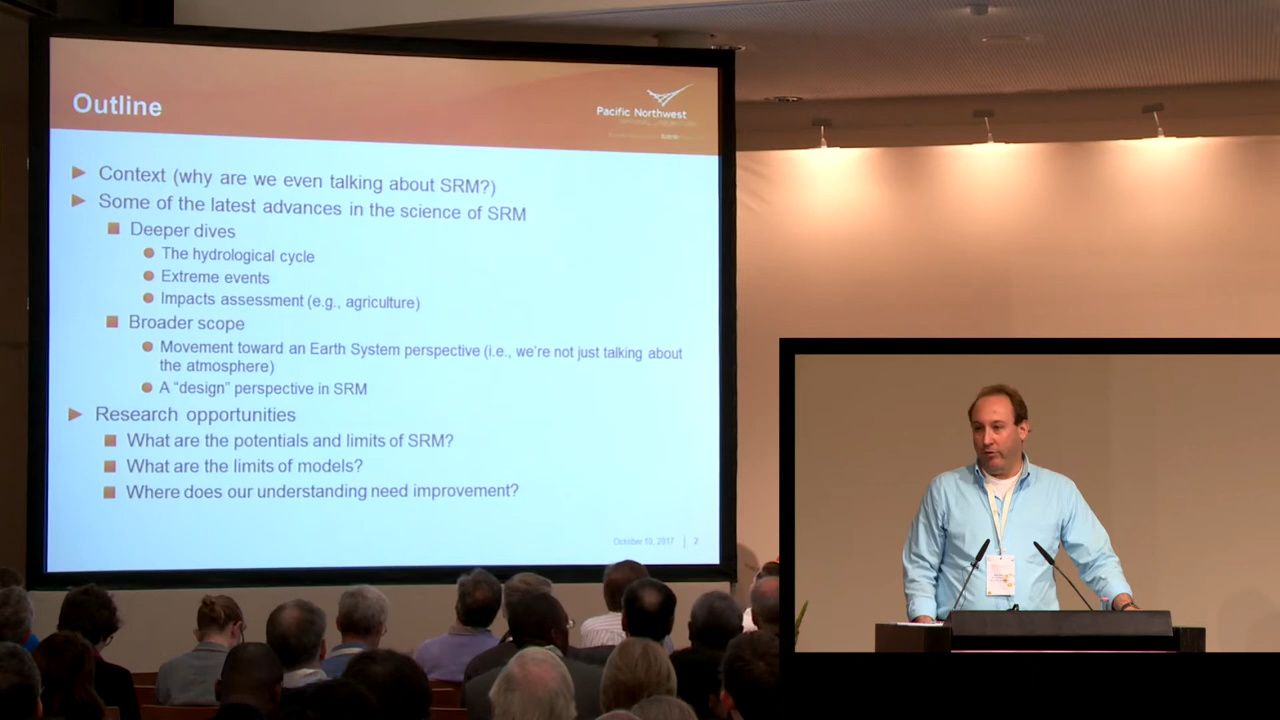 Outline
Pacific Northwest
Context (why are we even talking about SRM?)
Some of the latest advances in the science of SRM
Deeper dives
The hydrological cycle
Extreme events
Impacts assessment (e.g., agriculture)
Broader scope
Movement toward an Earth System perspective (i.e., we're not just talking about
the atmosphere)
A "design" perspective in SRM
Research opportunities
What are the potentials and limits of SRM?
What are the limits of models?
Where does our understanding need improvement?
October 10, 2017 | 2